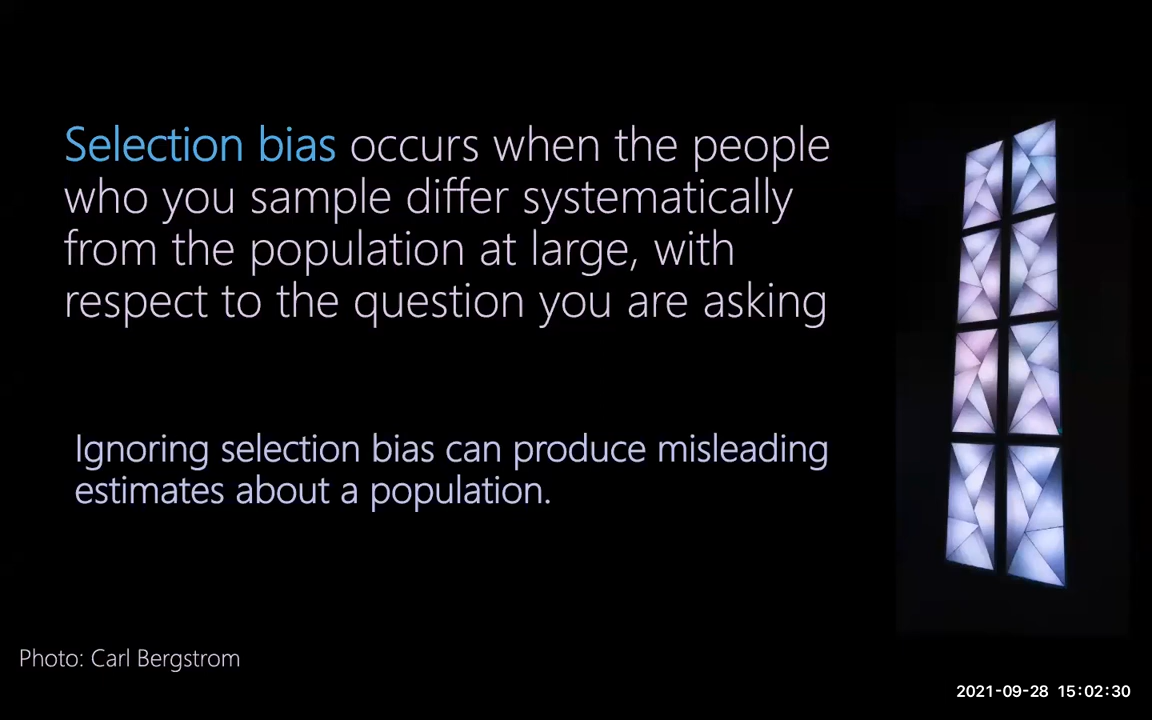 Selection bias occurs when the people
who you sample differ systematically
from the population at large, with
respect to the question you are asking
Ignoring selection bias can produce misleading
estimates about a population.
Photo: Carl Bergstrom
2021-09-28 15:02:30